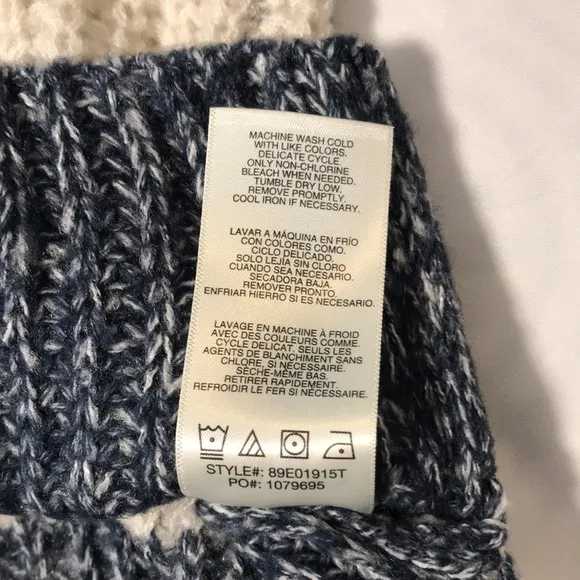 MACHINE WASH COLD
WITH LIKE COLORS.
DELICATE CYCLE.
ONLY NON-CHLORINE
BLEACH WHEN NEEDED.
TUMBLE DRY LOW.
REMOVE PROMPTLY.
COOL IRON IF NECESSARY.
LAVAR A MÁQUINA EN FRÍO
CON COLORES COMO.
CICLO DELICADO.
SOLO LEJÍA SIN CLORO
CUANDO SEA NECESARIO.
SECADORA BAJA.
REMOVER PRONTO.
ENFRIAR HIERRO SI ES NECESARIO.
LAVAGE EN MACHINE À FROID
AVEC DES COULEURS COMME.
CYCLE DELICAT. SEULS LES
AGENTS DE BLANCHIMENT SANS
CHLORE, SI NÉCESSAIRE.
SÈCHE-MÊME BAS.
RETIRER RAPIDEMENT.
REFROIDIR LE FER SI NÉCESSAIRE.
STYLE#: 89E01915T
PO#: 1079695